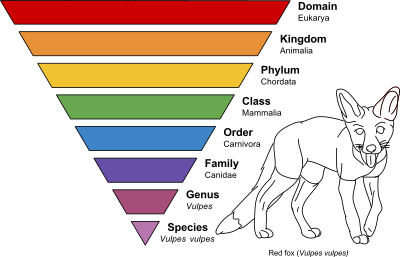 Domain
Eukarya
Kingdom
Animalia
Phylum
Chordata
Class
Mammalia
Order
Carnivora
Family
Canidae
Genus
Vulpes
Species
Vulpes vulpes
Red fox (Vulpes vulpes)